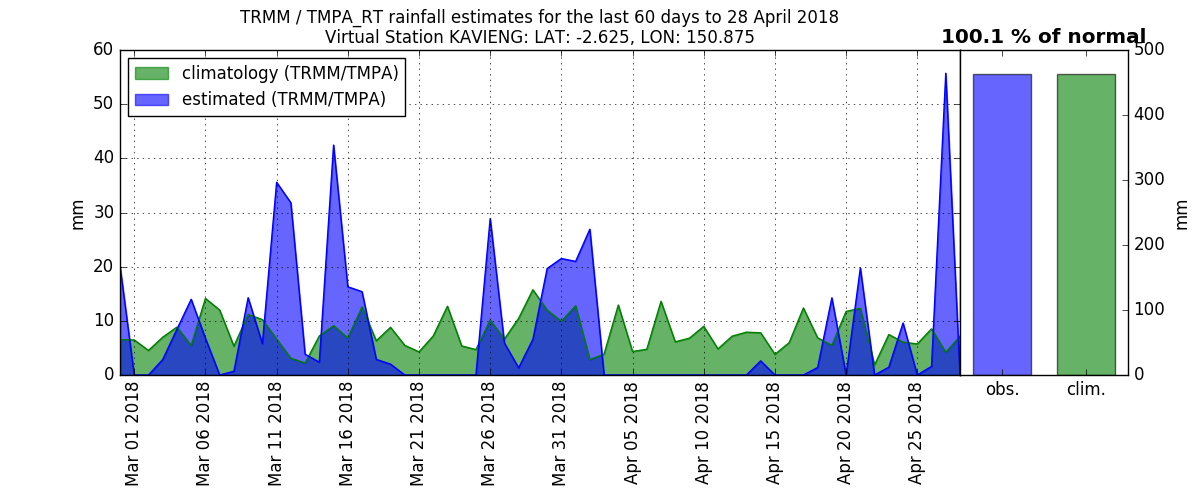 TRMM / TMPA_RT rainfall estimates for the last 60 days to 28 April 2018
Virtual Station KAVIENG: LAT: -2.625, LON: 150.875
100.1 % of normal
climatology (TRMM/TMPA)
estimated (TRMM/TMPA)
60
50
40
30
20
10
0
mm
Mar 01 2018
Mar 06 2018
Mar 11 2018
Mar 16 2018
Mar 21 2018
Mar 26 2018
Mar 31 2018
Apr 05 2018
Apr 10 2018
Apr 15 2018
Apr 20 2018
Apr 25 2018
obs.
clim.
500
400
300
200
100
0
mm